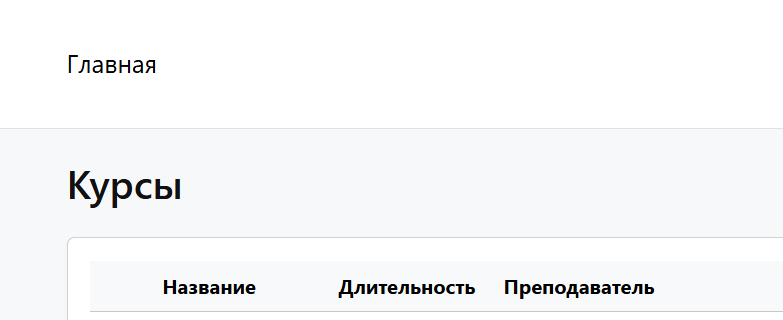 Главная
Курсы
Название Длительность Преподаватель